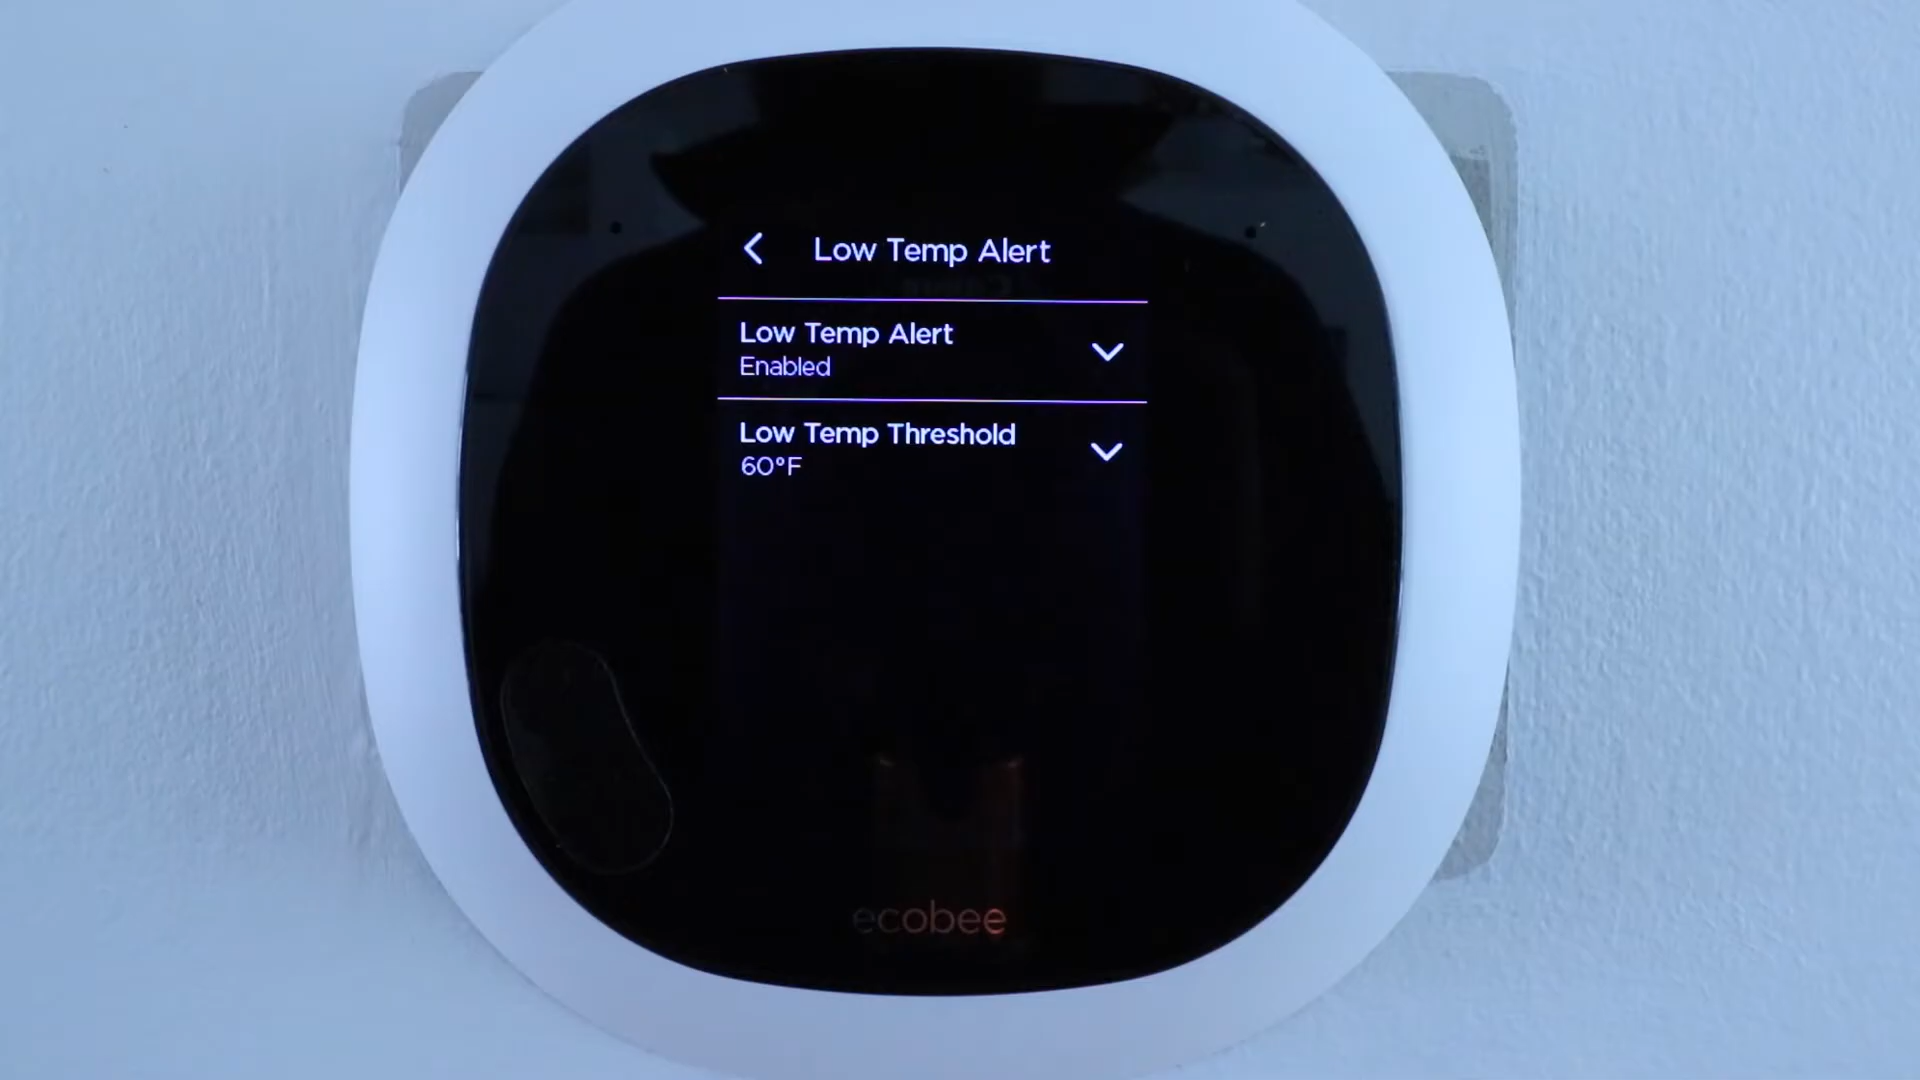 Low Temp Alert
Low Temp Alert
Enabled
Low Temp Threshold
60°F
ecobee